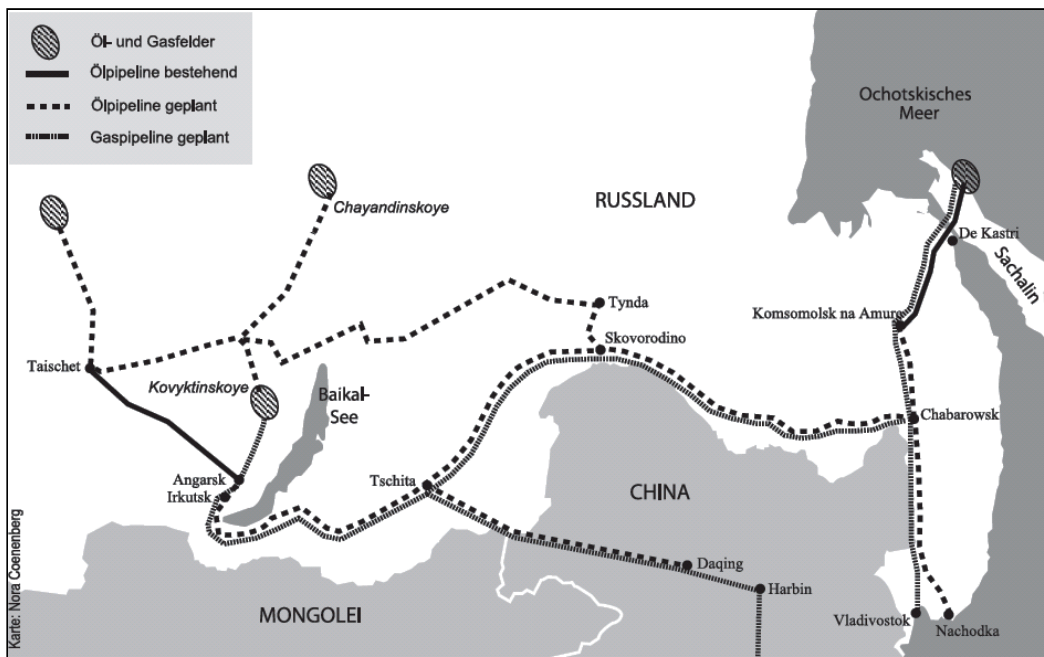 Öl- und Gasfelder
Ölpipeline bestehend
Ölpipeline geplant
Gaspipeline geplant
Ochotskisches
Meer
Chayandinskoye
RUSSLAND
De Kastri
Sachalin
Tynda
Komsomolsk na Amure
Skovorodino
Taischet
Kovyktinskoye
Baikal-
See
Chabarowsk
Angarsk
Irkutsk
Tschita
CHINA
Daqing
Harbin
MONGOLEI
Vladivostok
Nachodka
Karte: Nora Coenenberg